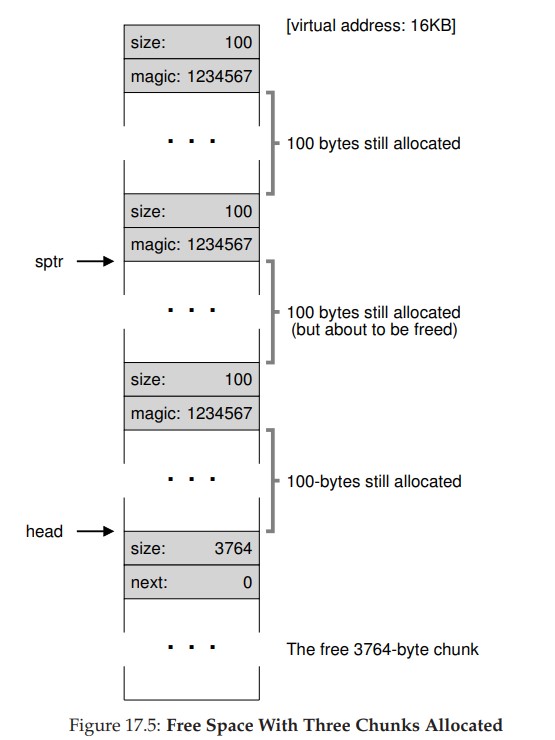 [virtual address: 16KB]
size: 100
magic: 1234567
. . .
100 bytes still allocated
size: 100
magic: 1234567
sptr
. . .
100 bytes still allocated
(but about to be freed)
size: 100
magic: 1234567
. . .
100-bytes still allocated
head
size: 3764
next: 0
. . .
The free 3764-byte chunk
Figure 17.5: Free Space With Three Chunks Allocated